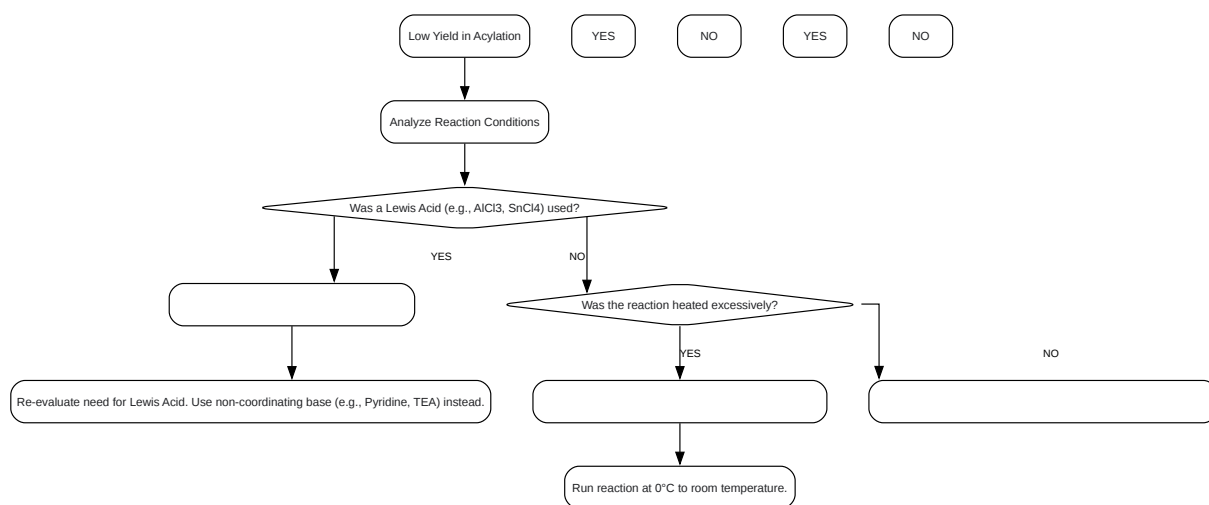 Low Yield in Acylation
YES
NO
YES
NO
Analyze Reaction Conditions
Was a Lewis Acid (e.g., AlCl3, SnCl4) used?
YES
NO
Was the reaction heated excessively?
YES
NO
Re-evaluate need for Lewis Acid. Use non-coordinating base (e.g., Pyridine, TEA) instead.
Run reaction at 0°C to room temperature.